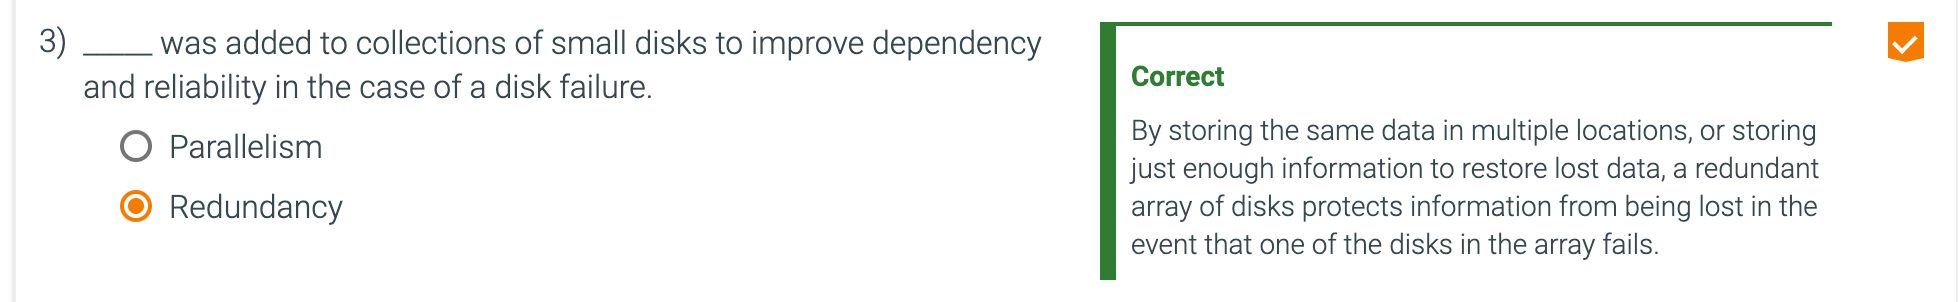 3) _____ was added to collections of small disks to improve dependency
and reliability in the case of a disk failure.
Parallelism
Redundancy
Correct
By storing the same data in multiple locations, or storing
just enough information to restore lost data, a redundant
array of disks protects information from being lost in the
event that one of the disks in the array fails.